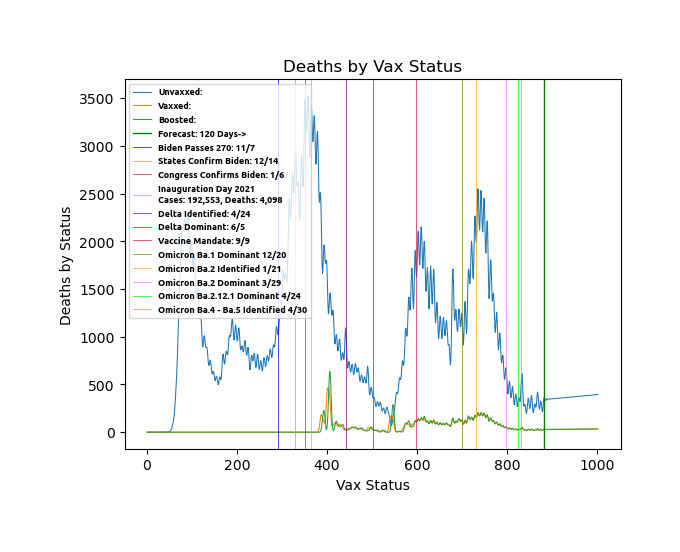 Deaths by Vax Status
Deaths by Status
3500
3000
2500
2000
1500
1000
500
0
Unvaxxed:
Vaxxed:
Boosted:
Forecast: 120 Days->
Biden Passes 270: 11/7
States Confirm Biden: 12/14
Congress Confirms Biden: 1/6
Inauguration Day 2021
Cases: 192,553, Deaths: 4,098
Delta Identified: 4/24
Delta Dominant: 6/5
Vaccine Mandate: 9/9
Omicron Ba.1 Dominant 12/20
Omicron Ba.2 Identified 1/21
Omicron Ba.2 Dominant 3/29
Omicron Ba.2.12.1 Dominant 4/24
Omicron Ba.4 - Ba.5 Identified 4/30
0 200 400 600 800 1000
Vax Status